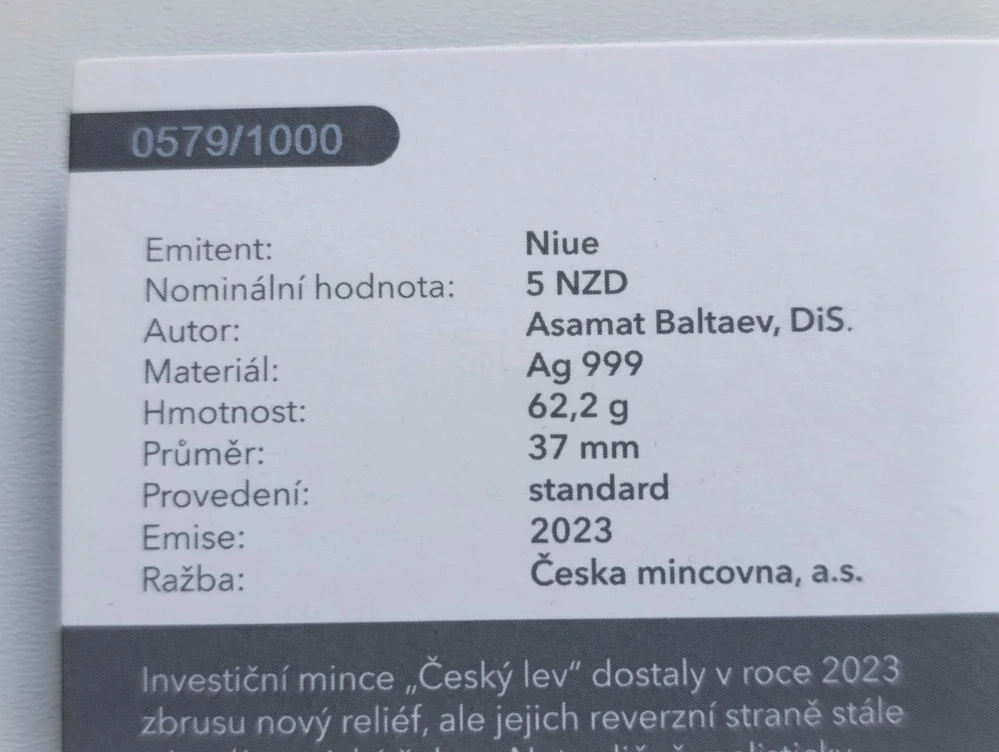 0579/1000
Emitent: Niue
Nominální hodnota: 5 NZD
Autor: Asamat Baltaev, DiS.
Materiál: Ag 999
Hmotnost: 62,2 g
Průměr: 37 mm
Provedení: standard
Emise: 2023
Ražba: Česka mincovna, a.s.
Investiční mince „Český lev“ dostaly v roce 2023
zbrusu nový reliéf, ale jejich reverzní straně stále